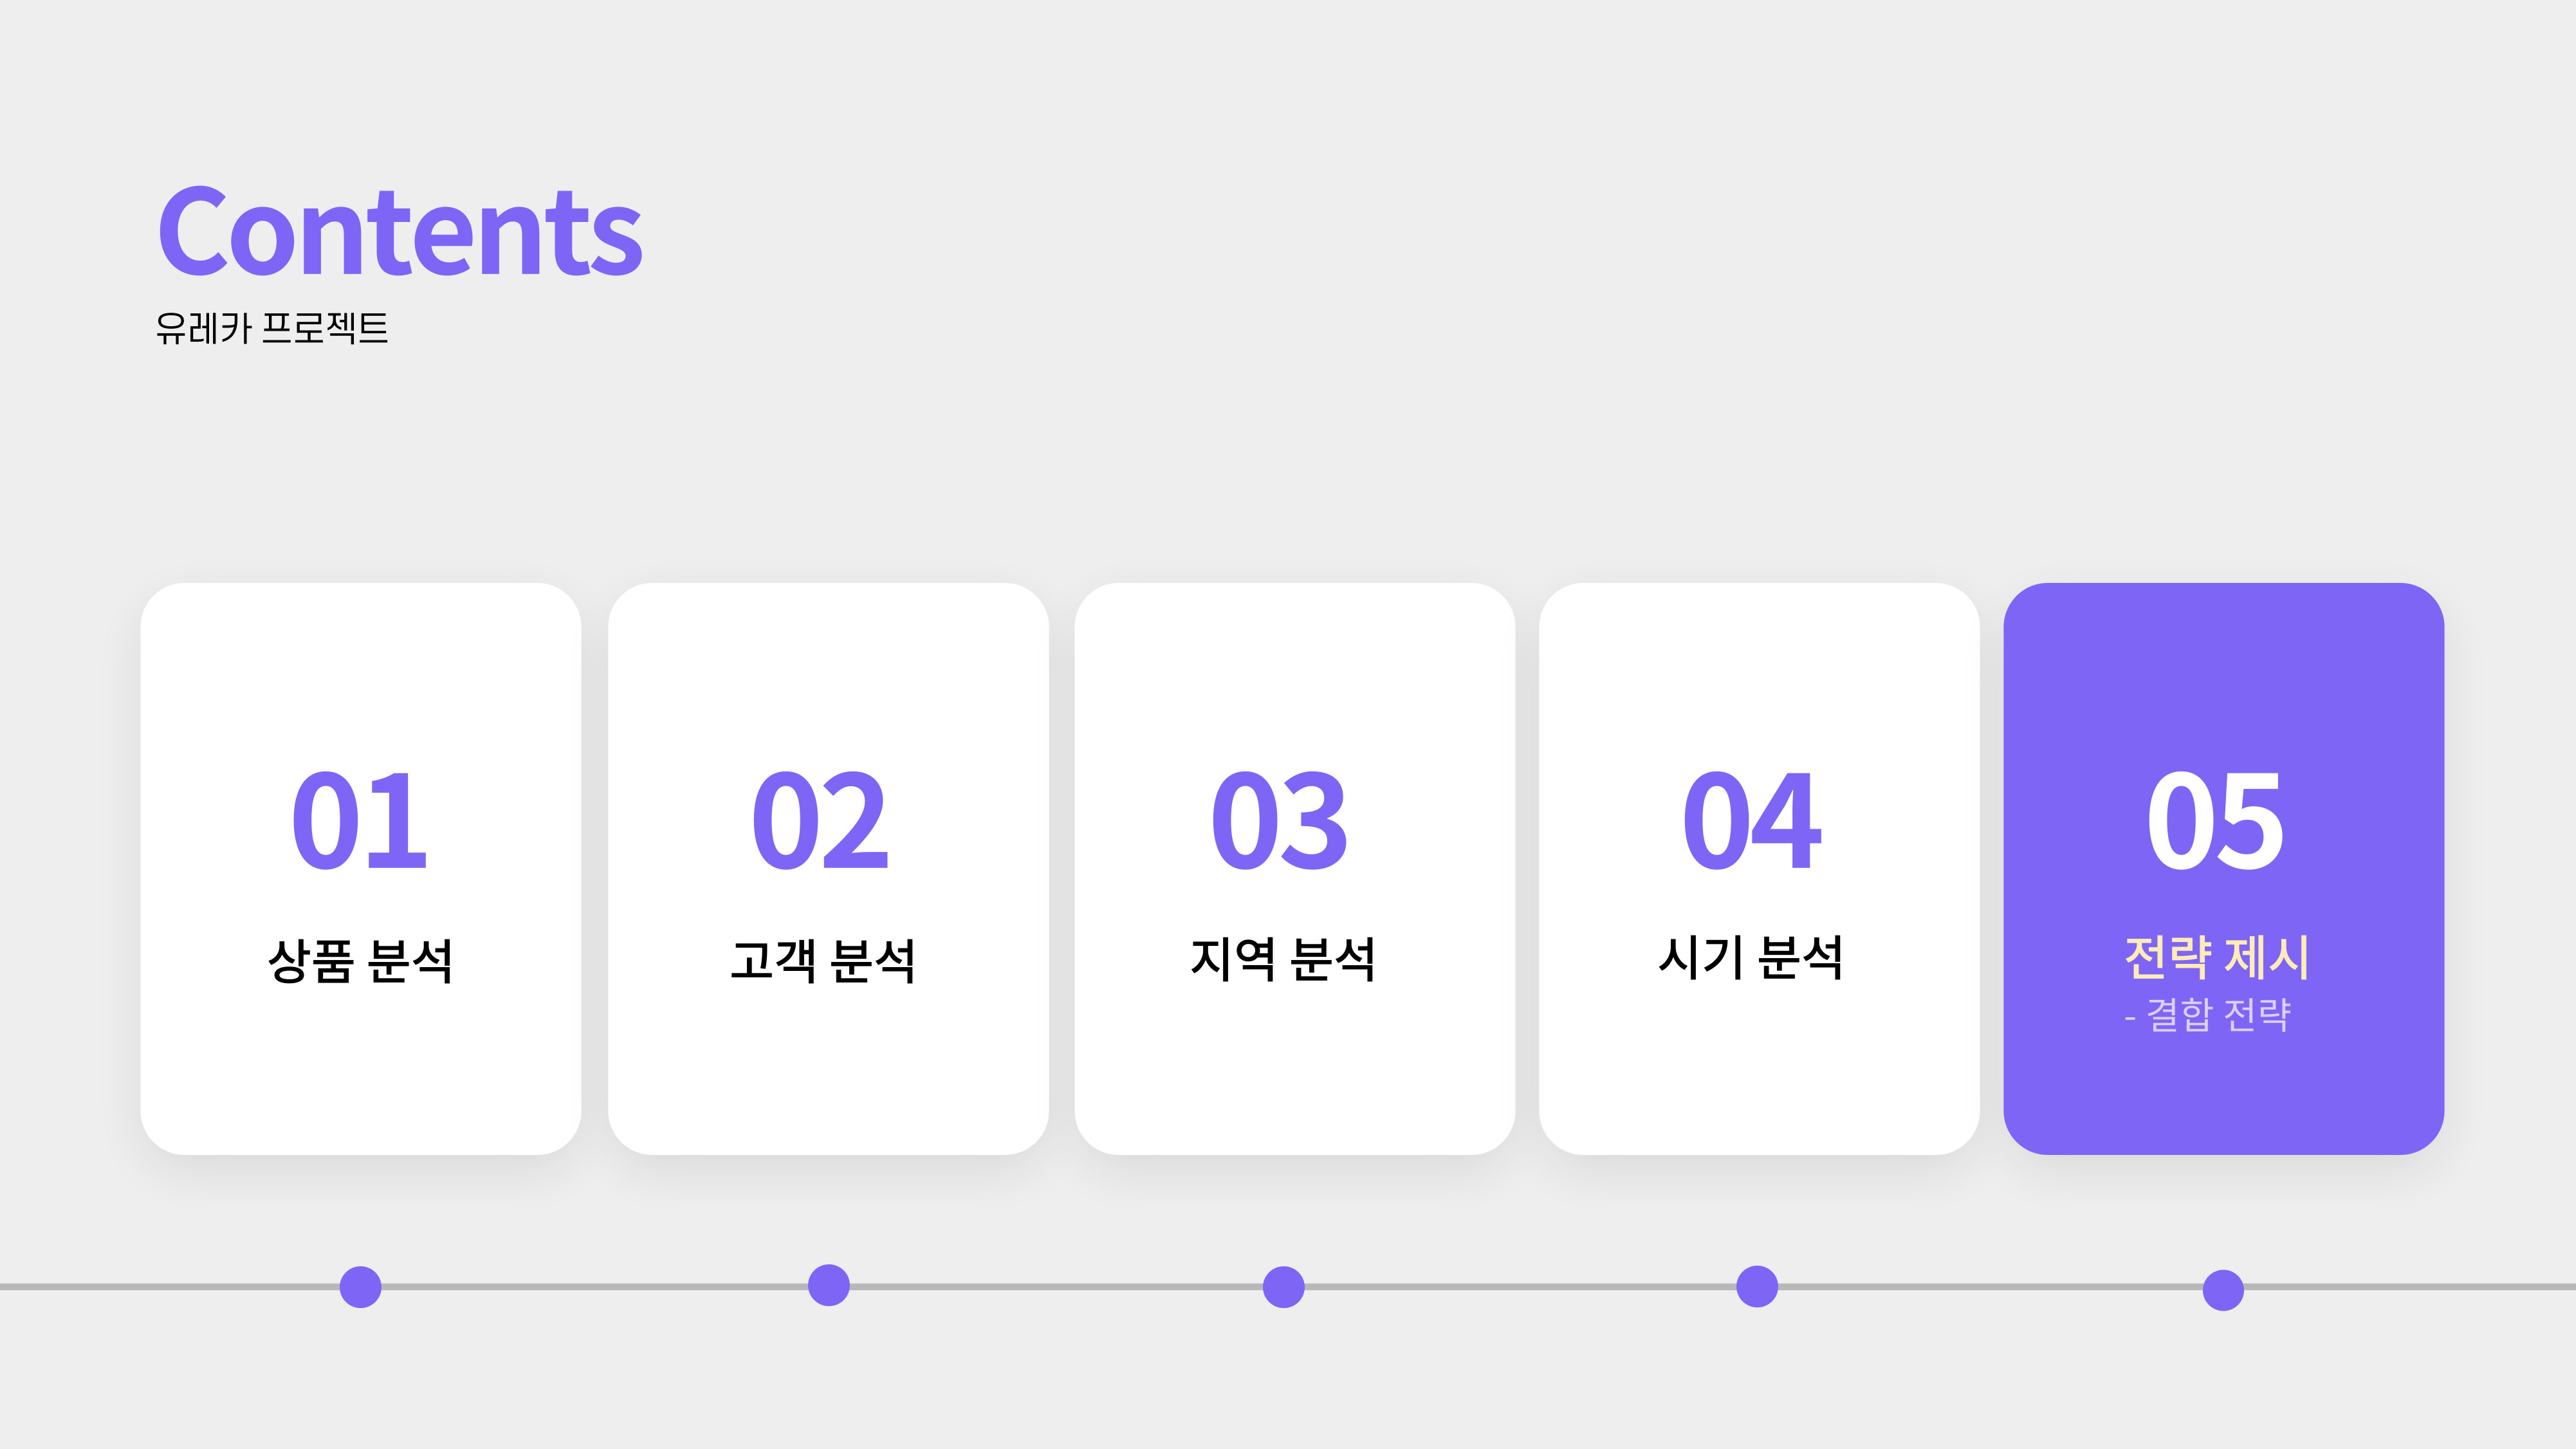 Contents
유레카 프로젝트
01
상품 분석
02
고객 분석
03
지역 분석
04
시기 분석
05
전략 제시
- 결합 전략